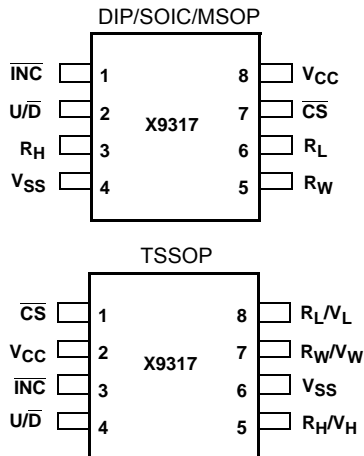 DIP/SOIC/MSOP
INC 1 8 VCC
U/D 2 7 CS
X9317
RH 3 6 RL
VSS 4 5 RW
TSSOP
CS 1 8 RL/VL
VCC 2 7 RW/VW
X9317
INC 3 6 VSS
U/D 4 5 RH/VH